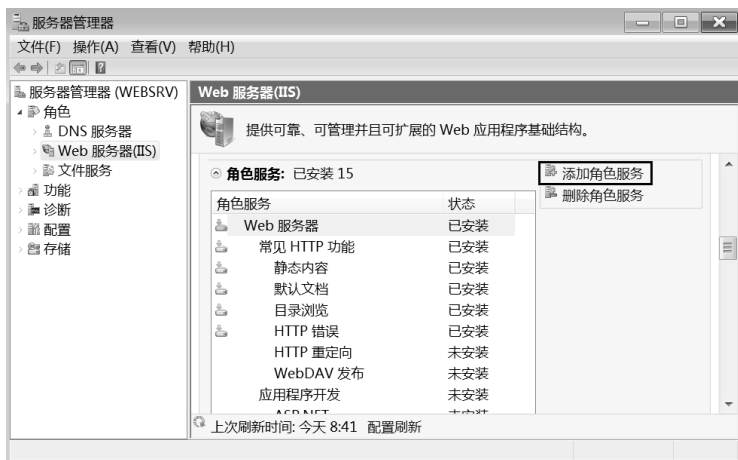 服务器管理器
文件(F) 操作(A) 查看(V) 帮助(H)
服务器管理器 (WEBSRV)
角色
DNS 服务器
Web 服务器(IIS)
文件服务
功能
诊断
配置
存储
Web 服务器(IIS)
提供可靠、可管理并且可扩展的 Web 应用程序基础结构。
角色服务: 已安装 15
添加角色服务
删除角色服务
角色服务 状态
Web 服务器 已安装
常见 HTTP 功能 已安装
静态内容 已安装
默认文档 已安装
目录浏览 已安装
HTTP 错误 已安装
HTTP 重定向 未安装
WebDAV 发布 未安装
应用程序开发 未安装
ASP.NET 未安装
上次刷新时间: 今天 8:41 配置刷新